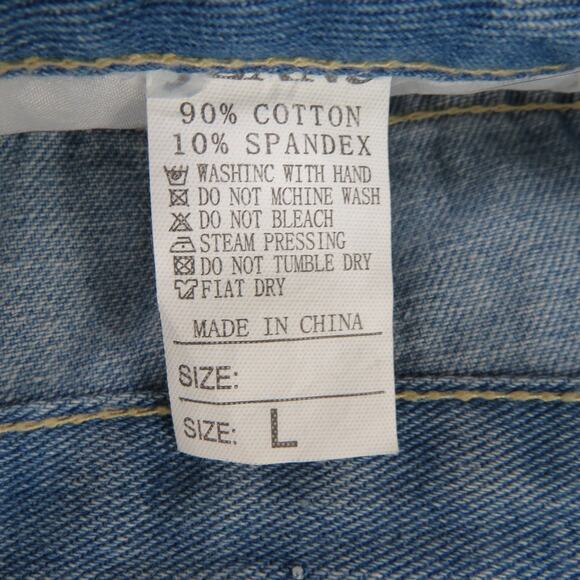 90% COTTON
10% SPANDEX
WASHINC WITH HAND
DO NOT MCHINE WASH
DO NOT BLEACH
STEAM PRESSING
DO NOT TUMBLE DRY
FIAT DRY
MADE IN CHINA
SIZE:
SIZE: L